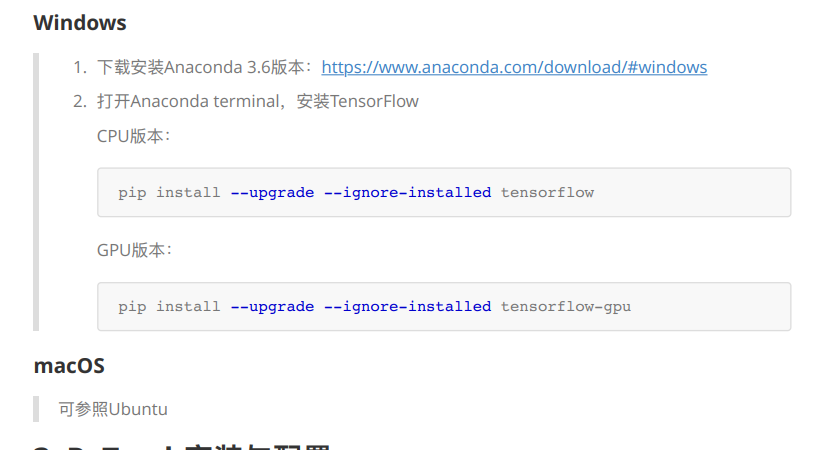 Windows
1. 下载安装Anaconda 3.6版本：https://www.anaconda.com/download/#windows
2. 打开Anaconda terminal，安装TensorFlow
CPU版本：
pip install --upgrade --ignore-installed tensorflow
GPU版本：
pip install --upgrade --ignore-installed tensorflow-gpu
macOS
可参照Ubuntu